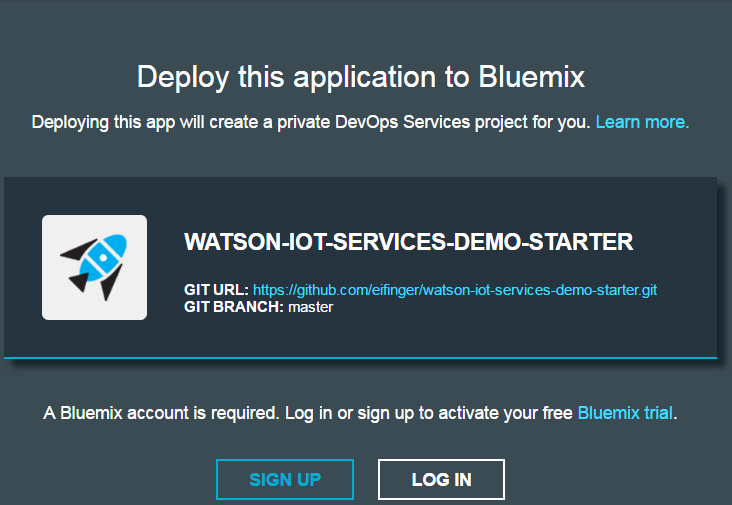 Deploy this application to Bluemix
Deploying this app will create a private DevOps Services project for you. Learn more.
WATSON-IOT-SERVICES-DEMO-STARTER
GIT URL: https://github.com/eifinger/watson-iot-services-demo-starter.git
GIT BRANCH: master
A Bluemix account is required. Log in or sign up to activate your free Bluemix trial.
SIGN UP LOG IN